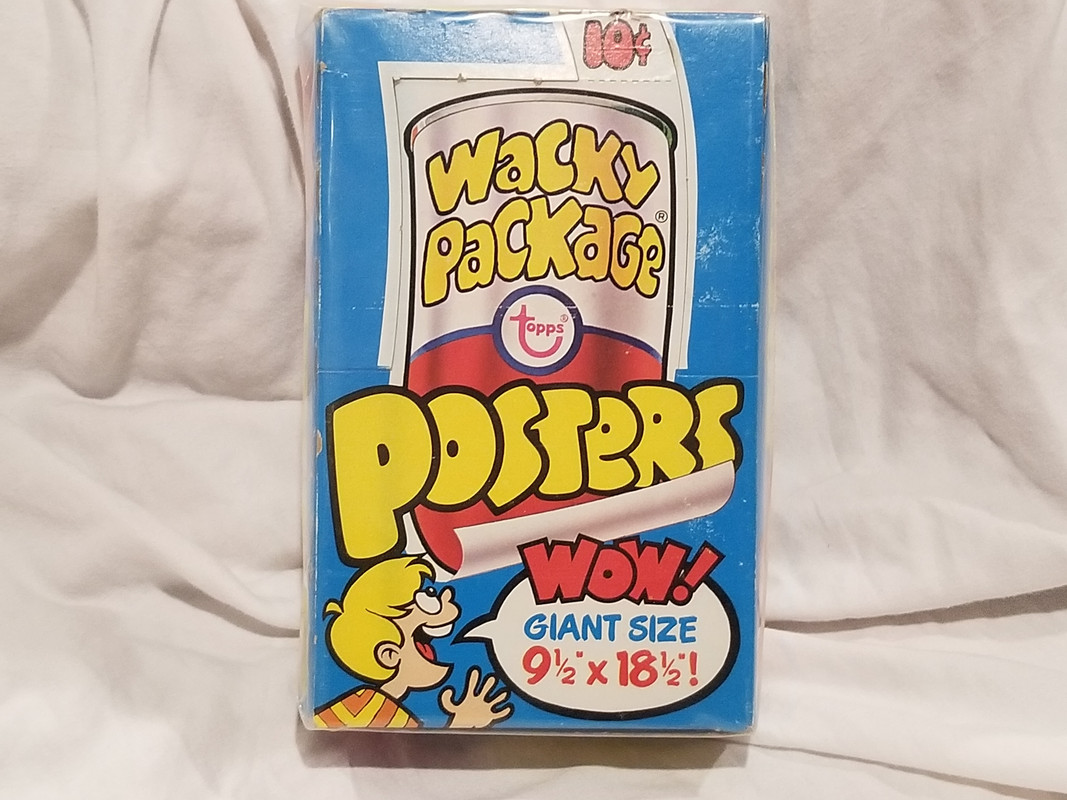 10¢
Wacky
Package®
topps®
Posters
WOW!
GIANT SIZE
9½" x 18½"!